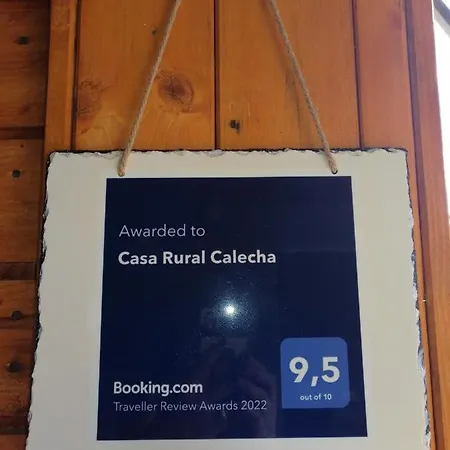 Awarded to
Casa Rural Calecha
9,5
out of 10
Booking.com
Traveller Review Awards 2022